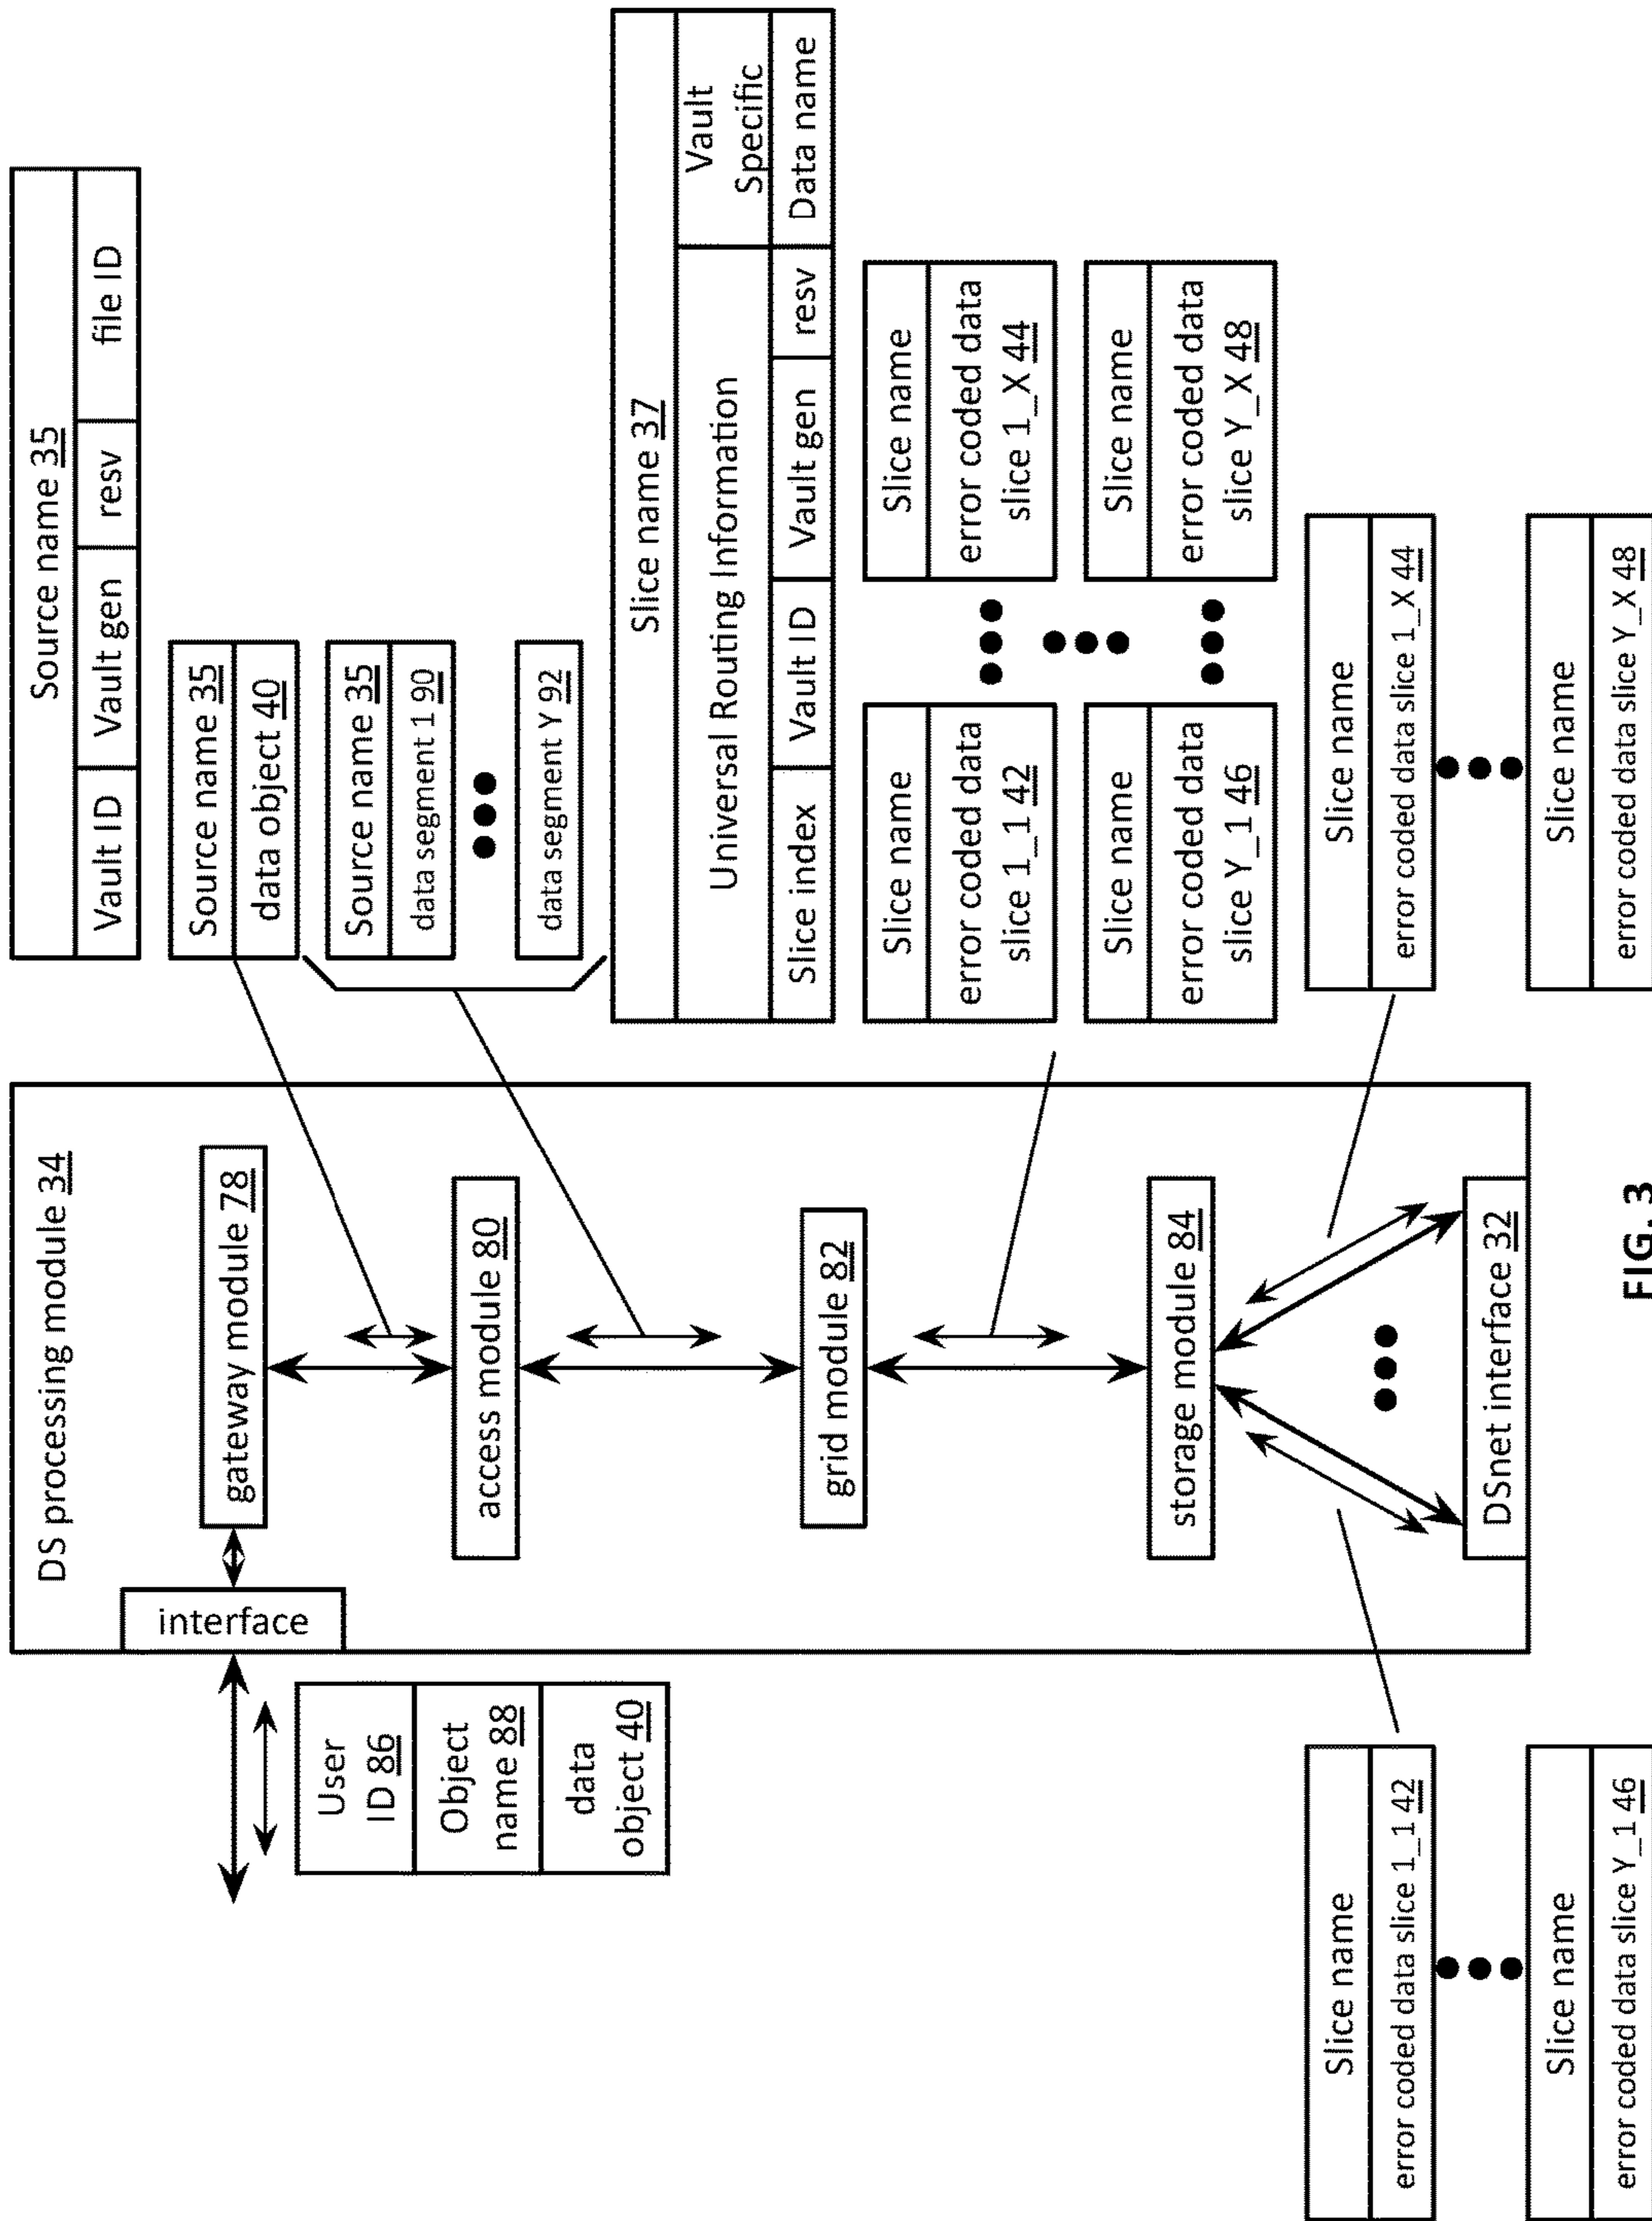 DS processing module 34
interface
gateway module 78
access module 80
grid module 82
storage module 84
DSnet interface 32
User
ID 86
Object
name 88
data
object 40
Source name 35
Vault ID
Vault gen
resv
file ID
Source name 35
data object 40
Source name 35
data segment 1 90
data segment Y 92
Slice name 37
Universal Routing Information
Vault
Specific
Slice index
Vault ID
Vault gen
resv
Data name
Slice name
error coded data
slice 1_1 42
Slice name
error coded data
slice 1_X 44
Slice name
error coded data
slice Y_1 46
Slice name
error coded data
slice Y_X 48
Slice name
error coded data slice 1_1 42
Slice name
error coded data slice Y_1 46
Slice name
error coded data slice 1_X 44
Slice name
error coded data slice Y_X 48
FIG. 3